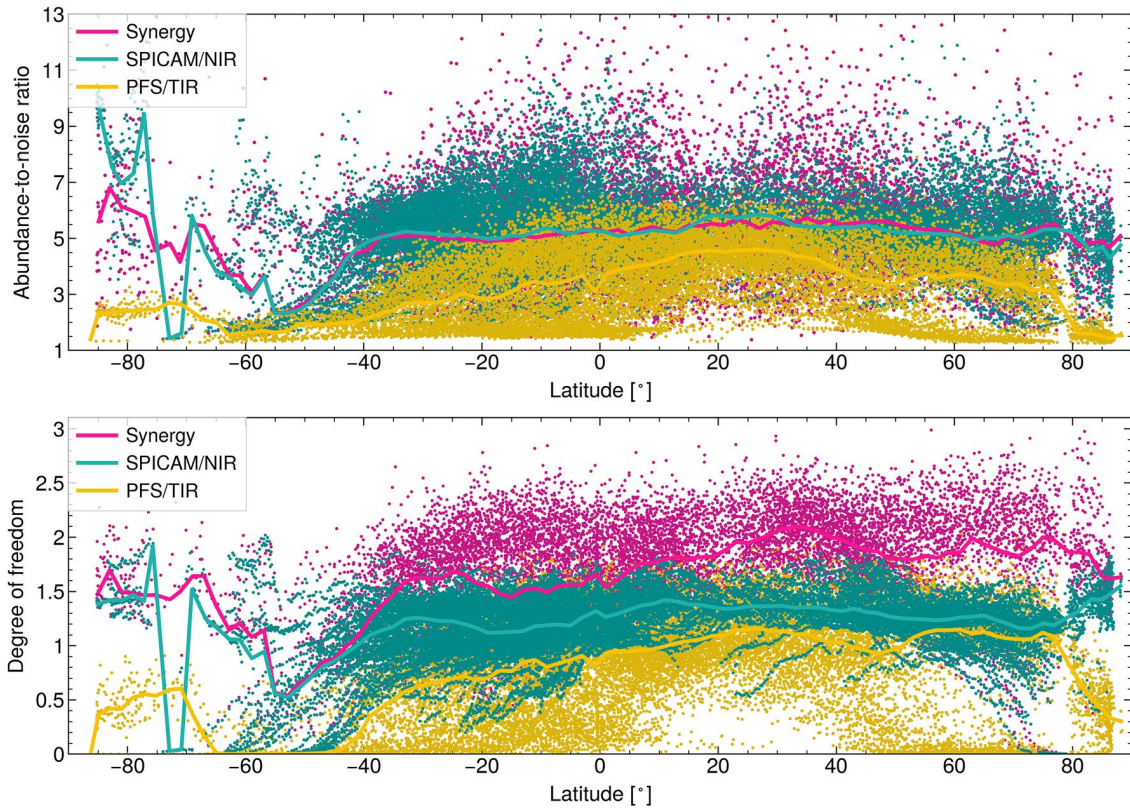 13
11
9
7
5
3
1
Abundance-to-noise ratio
Synergy
SPICAM/NIR
PFS/TIR
−80 −60 −40 −20 0 20 40 60 80
Latitude [°]
3
2.5
2
1.5
1
0.5
0
Degree of freedom
Synergy
SPICAM/NIR
PFS/TIR
−80 −60 −40 −20 0 20 40 60 80
Latitude [°]